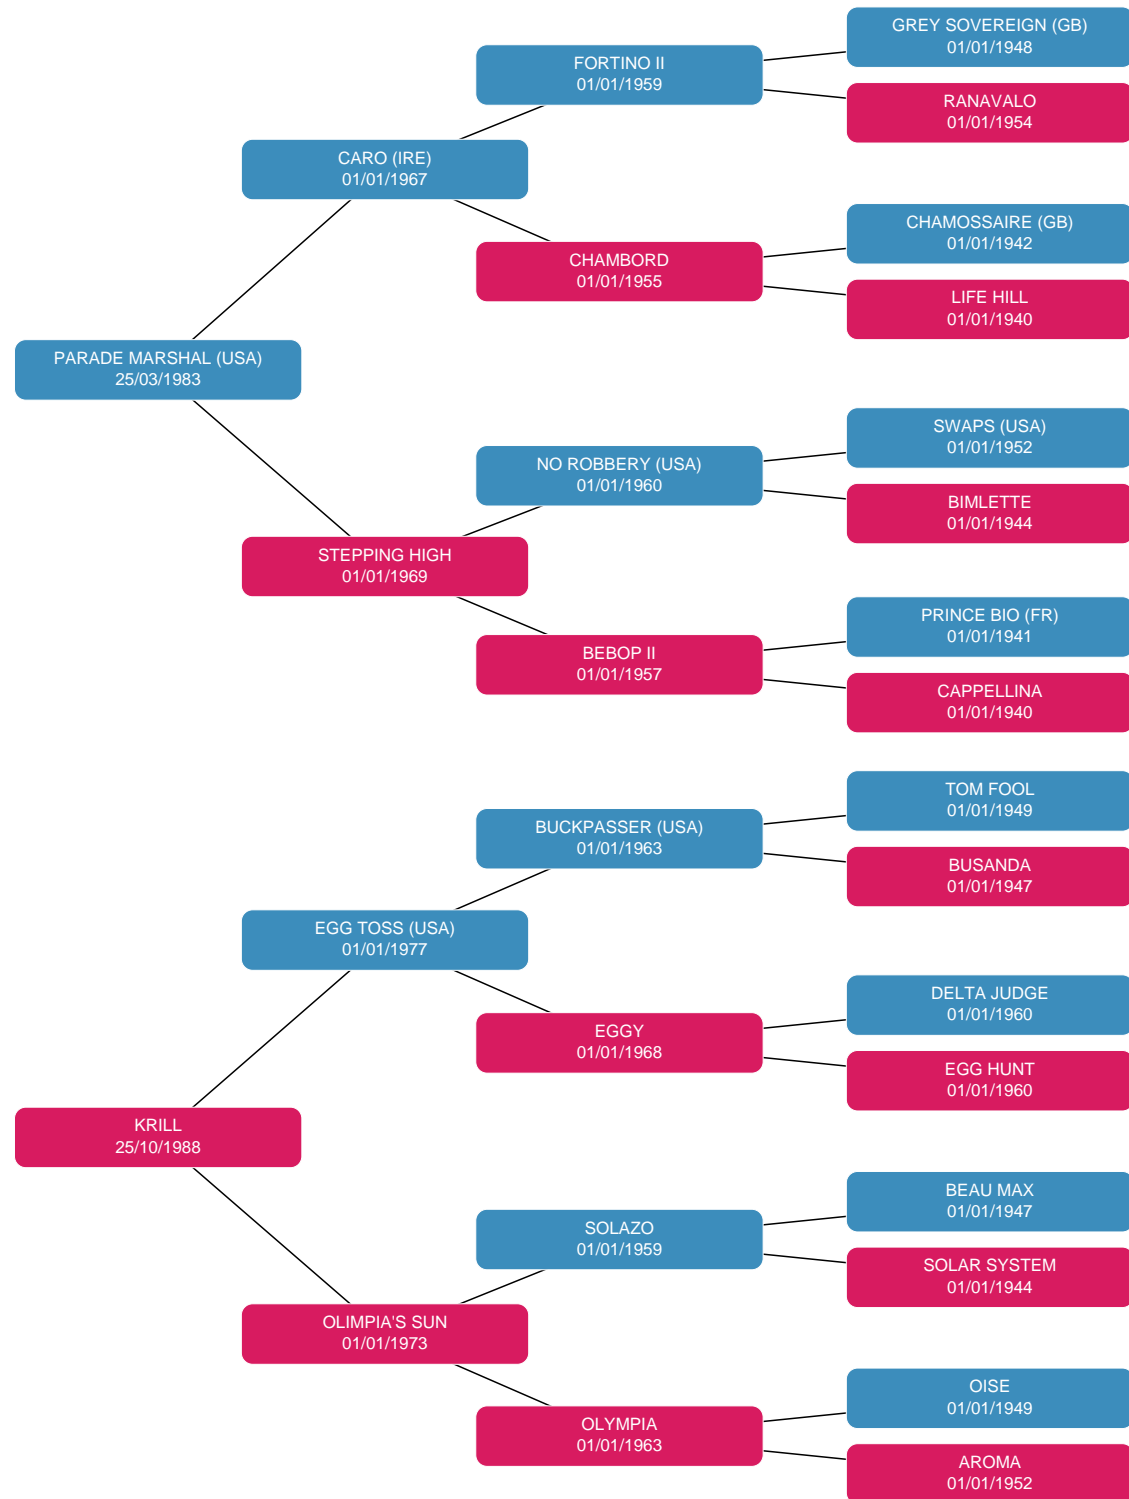 GREY SOVEREIGN (GB)
01/01/1948
FORTINO II
01/01/1959
RANAVALO
01/01/1954
CARO (IRE)
01/01/1967
CHAMOSSAIRE (GB)
01/01/1942
CHAMBORD
01/01/1955
LIFE HILL
01/01/1940
PARADE MARSHAL (USA)
25/03/1983
SWAPS (USA)
01/01/1952
NO ROBBERY (USA)
01/01/1960
BIMLETTE
01/01/1944
STEPPING HIGH
01/01/1969
PRINCE BIO (FR)
01/01/1941
BEBOP II
01/01/1957
CAPPELLINA
01/01/1940
TOM FOOL
01/01/1949
BUCKPASSER (USA)
01/01/1963
BUSANDA
01/01/1947
EGG TOSS (USA)
01/01/1977
DELTA JUDGE
01/01/1960
EGGY
01/01/1968
EGG HUNT
01/01/1960
KRILL
25/10/1988
BEAU MAX
01/01/1947
SOLAZO
01/01/1959
SOLAR SYSTEM
01/01/1944
OLIMPIA'S SUN
01/01/1973
OISE
01/01/1949
OLYMPIA
01/01/1963
AROMA
01/01/1952